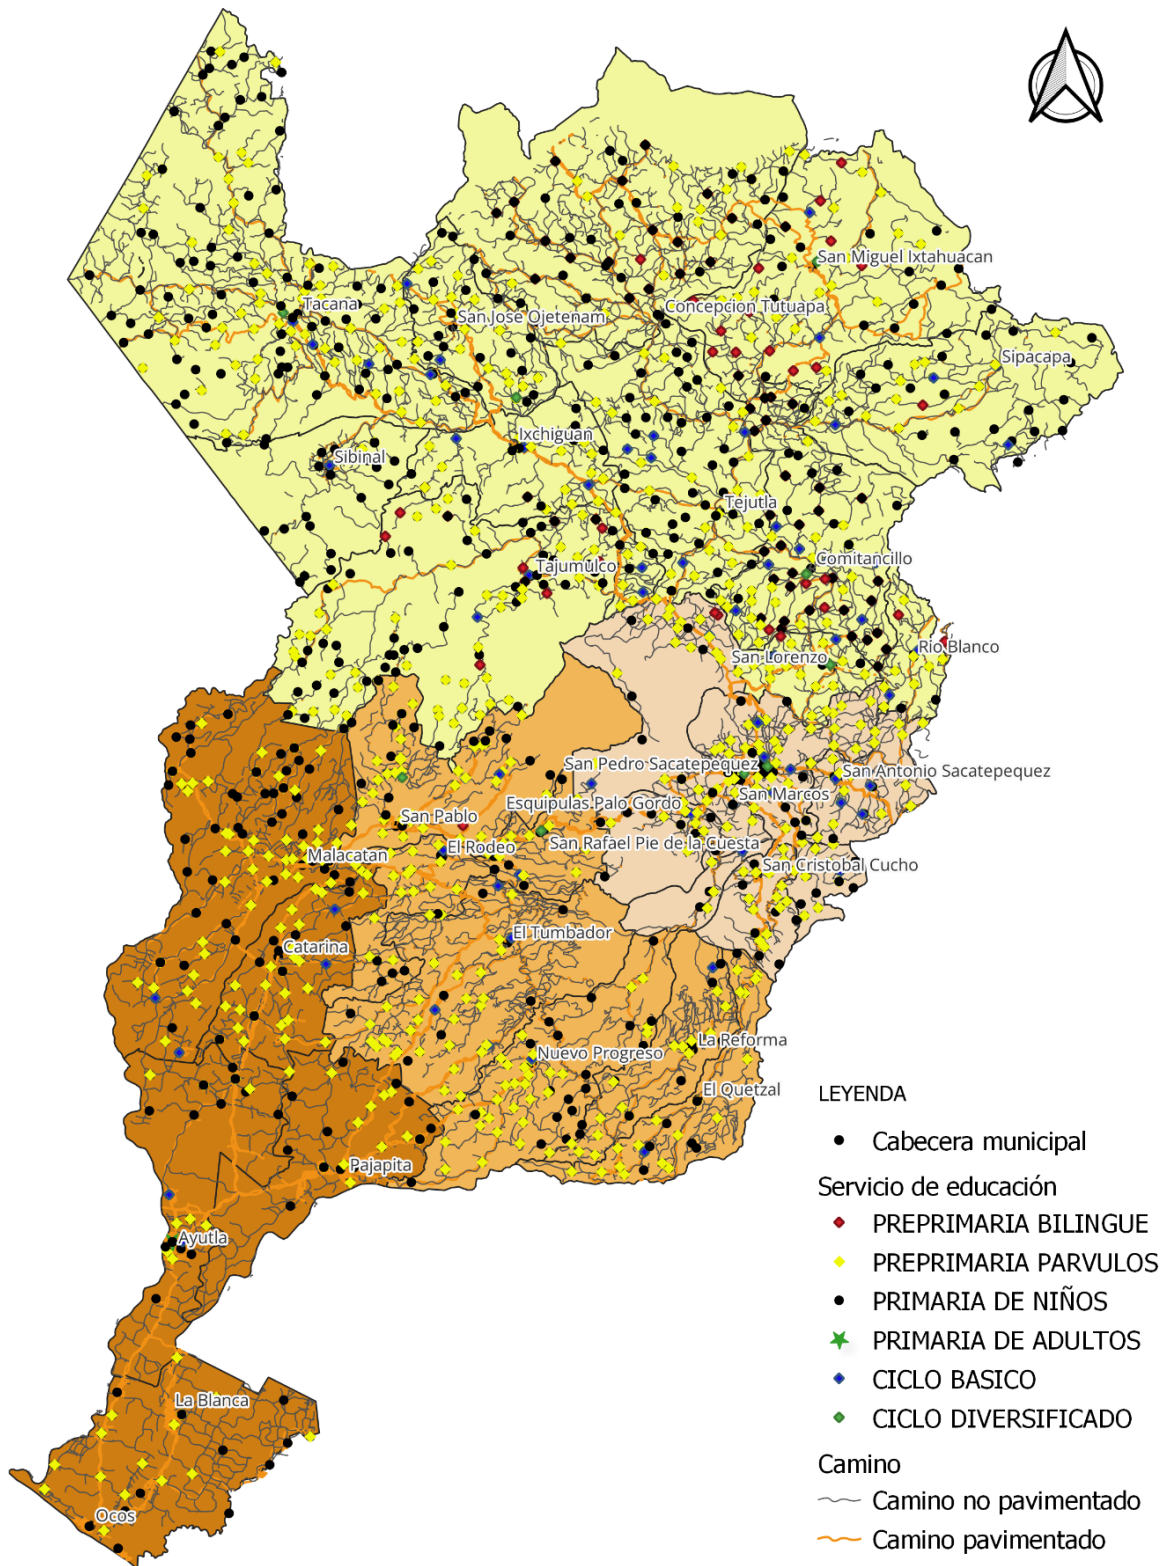 Tacana
San Jose Ojetenam
Concepcion Tutuapa
San Miguel Ixtahuacan
Sipacapa
Ixchiguan
Sibinal
Tejutla
Tajumulco
Comitancillo
San Lorenzo
Rio Blanco
San Pedro Sacatepequez
San Antonio Sacatepequez
San Marcos
Esquipulas Palo Gordo
San Pablo
San Rafael Pie de la Cuesta
El Rodeo
Malacatan
San Cristobal Cucho
El Tumbador
Catarina
Nuevo Progreso
La Reforma
El Quetzal
Pajapita
Ayutla
La Blanca
Ocos
LEYENDA
Cabecera municipal
Servicio de educación
PREPRIMARIA BILINGUE
PREPRIMARIA PARVULOS
PRIMARIA DE NIÑOS
PRIMARIA DE ADULTOS
CICLO BASICO
CICLO DIVERSIFICADO
Camino
Camino no pavimentado
Camino pavimentado